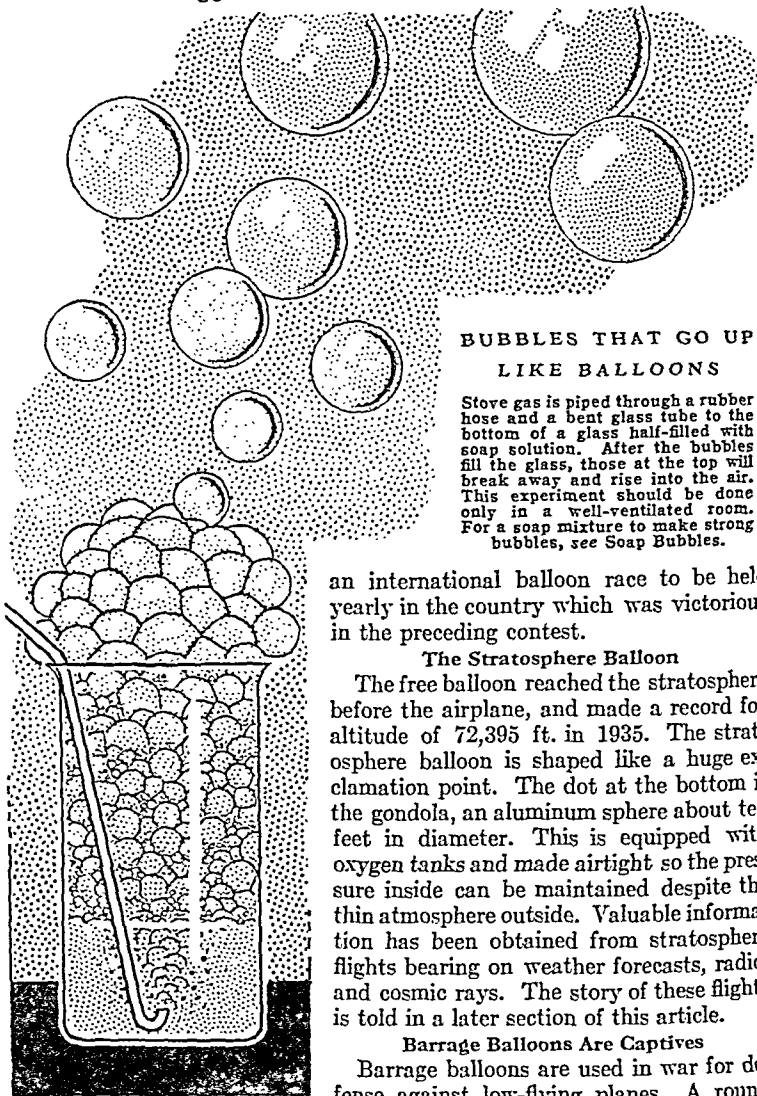 BUBBLES THAT GO UP
LIKE BALLOONS
Stove gas is piped through a rubber
hose and a bent glass tube to the
bottom of a glass half-filled with
soap solution. After the bubbles
fill the glass, those at the top will
break away and rise into the air.
This experiment should be done
only in a well-ventilated room.
For a soap mixture to make strong
bubbles, see Soap Bubbles.
an international balloon race to be hel
yearly in the country which was victoriou
in the preceding contest.
The Stratosphere Balloon
The free balloon reached the stratospher
before the airplane, and made a record fo
altitude of 72,395 ft. in 1935. The strat
osphere balloon is shaped like a huge ex
clamation point. The dot at the bottom i
the gondola, an aluminum sphere about te
feet in diameter. This is equipped wit
oxygen tanks and made airtight so the pres
sure inside can be maintained despite th
thin atmosphere outside. Valuable informa
tion has been obtained from stratospher
flights bearing on weather forecasts, radio
and cosmic rays. The story of these flight
is told in a later section of this article.
Barrage Balloons Are Captives
Barrage balloons are used in war for de
fense against low-flying planes. A roun